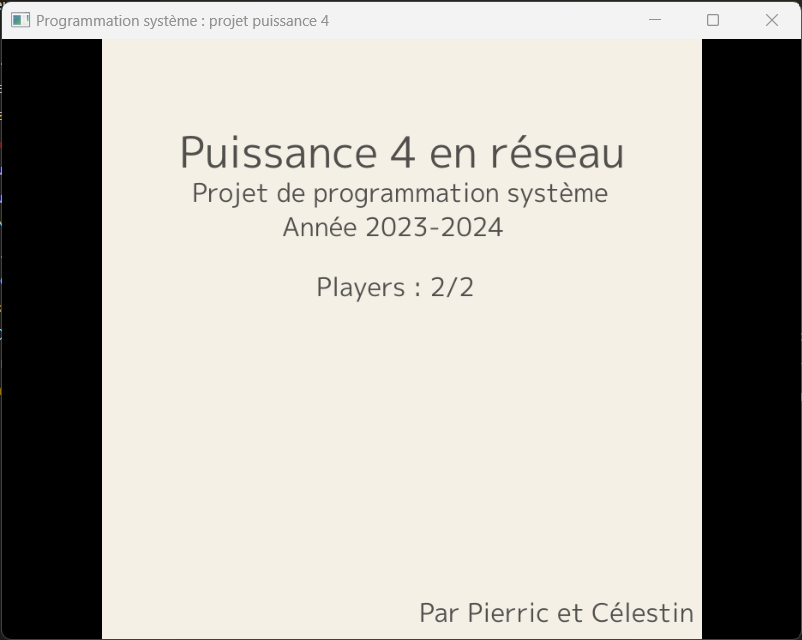 Programmation système : projet puissance 4
Puissance 4 en réseau
Projet de programmation système
Année 2023-2024
Players : 2/2
Par Pierric et Célestin